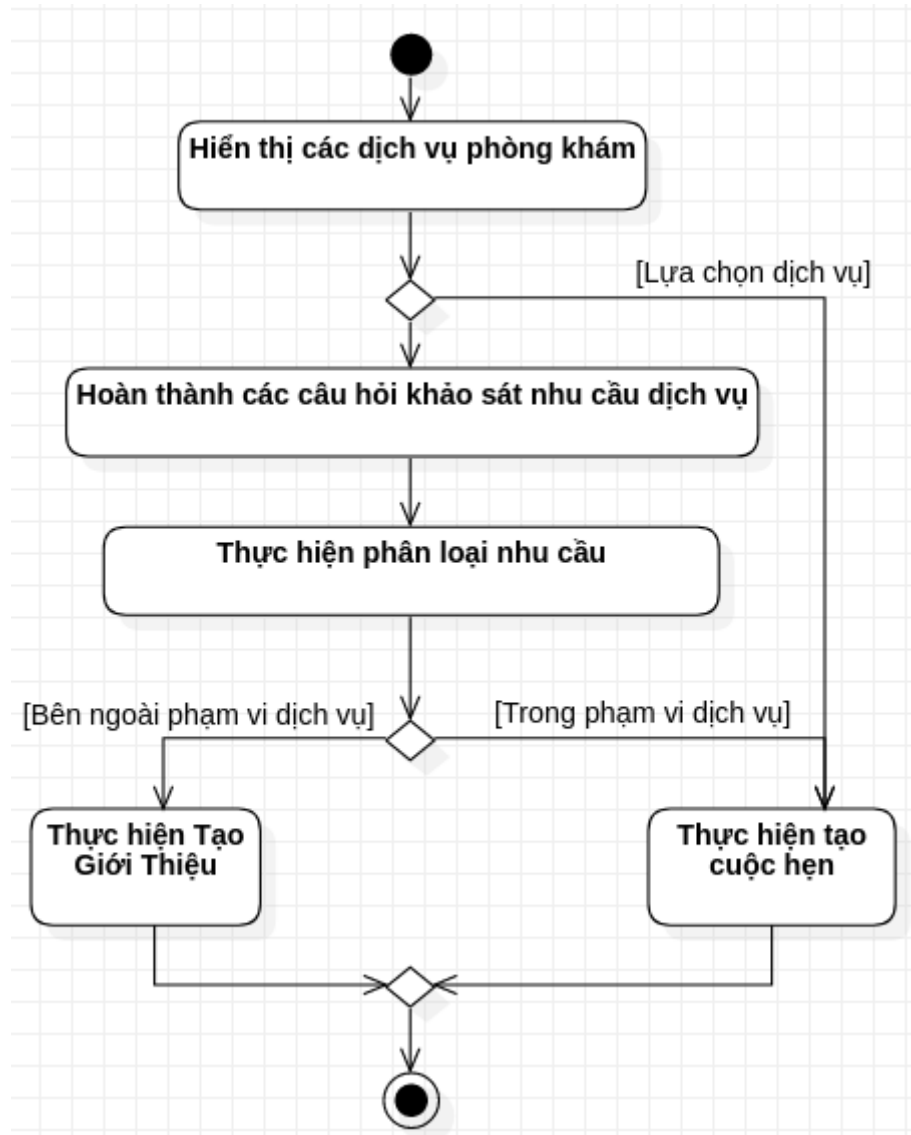 Hiển thị các dịch vụ phòng khám
[Lựa chọn dịch vụ]
Hoàn thành các câu hỏi khảo sát nhu cầu dịch vụ
Thực hiện phân loại nhu cầu
[Bên ngoài phạm vi dịch vụ]
[Trong phạm vi dịch vụ]
Thực hiện Tạo
Giới Thiệu
Thực hiện tạo
cuộc hẹn